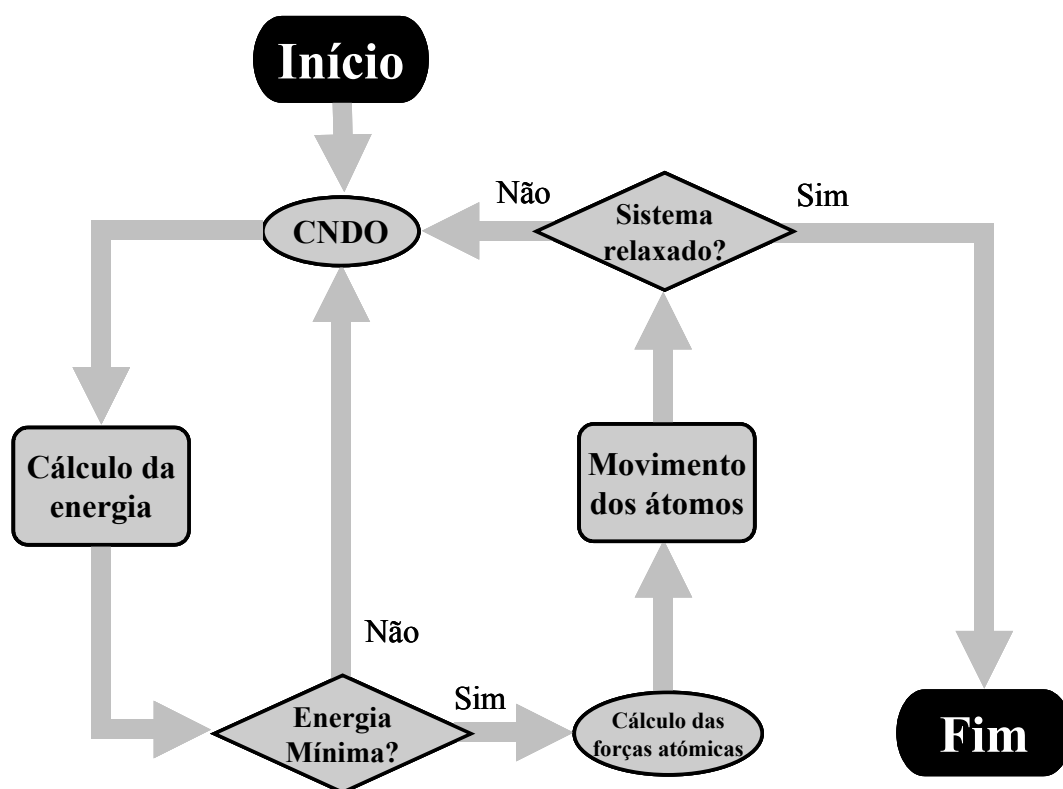 Início
Não
Sim
CNDO
Sistema
relaxado?
Cálculo da
energia
Movimento
dos átomos
Não
Sim
Energia
Mínima?
Cálculo das
forças atómicas
Fim